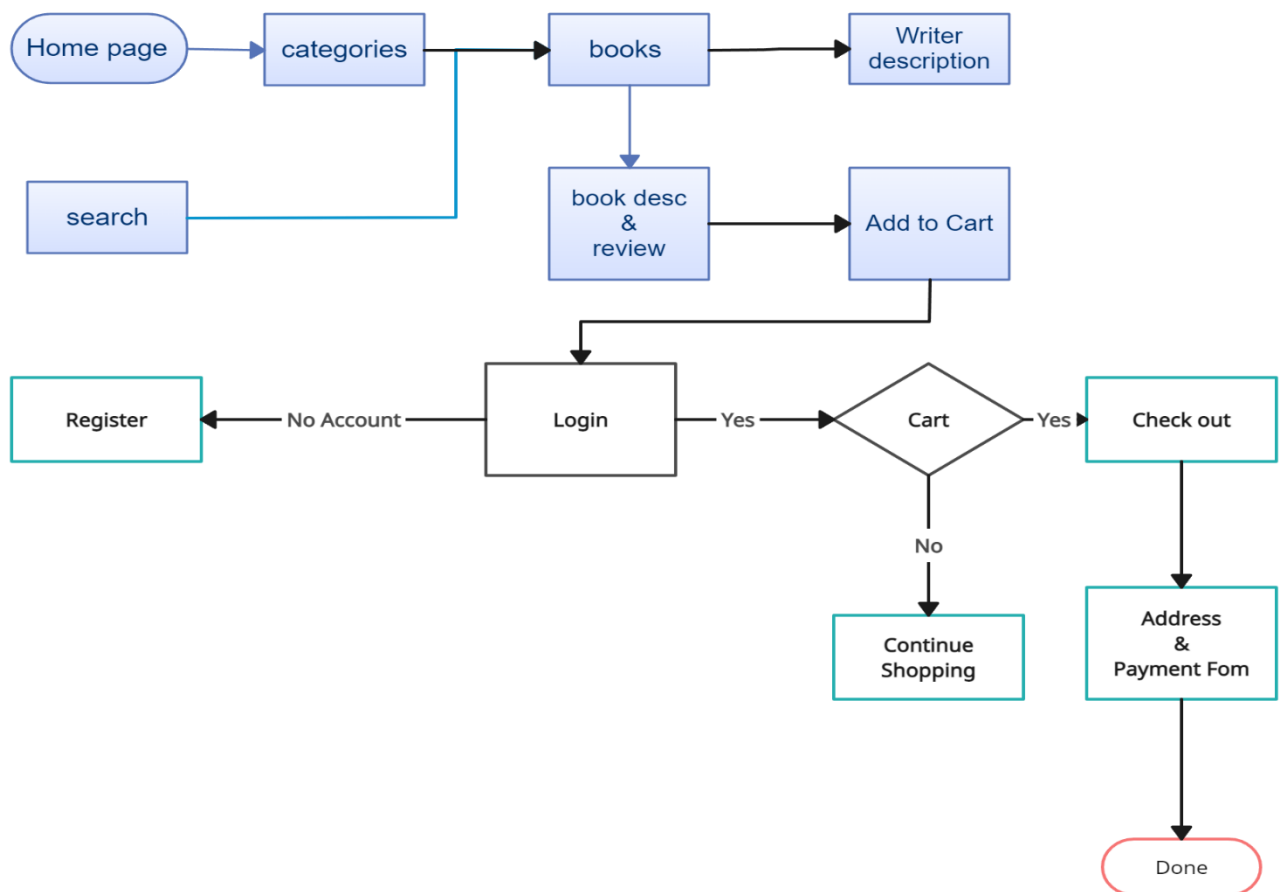 Home page
categories
books
Writer
description
search
book desc
&
review
Add to Cart
Register
No Account
Login
Yes
Cart
Yes
Check out
No
Continue
Shopping
Address
&
Payment Fom
Done